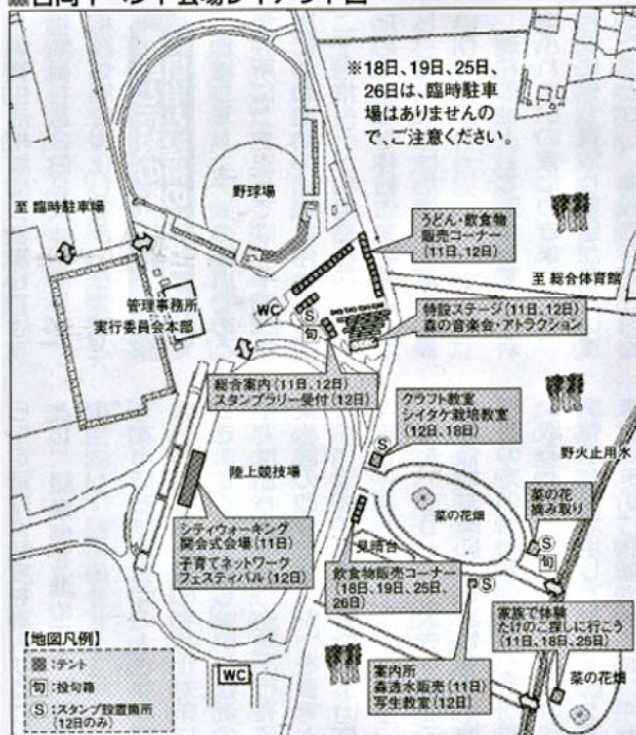 ※18日、19日、25日、
26日は、臨時駐車
場はありませんの
で、ご注意ください。
野球場
至 臨時駐車場
うどん・飲食物
販売コーナー
(11日、12日)
至 総合体育館
管理事務所
実行委員会本部
WC
S
句
特設ステージ(11日、12日)
森の音楽会・アトラクション
総合案内(11日、12日)
スタンプラリー受付(12日)
クラフト教室
シイタケ栽培教室
(12日、18日)
S
野火止用水
陸上競技場
菜の花畑
菜の花
摘み取り
S
句
シティウォーキング
開会式会場(11日)
子育てネットワーク
フェスティバル(12日)
見晴台
飲食物販売コーナー
(18日、19日、25日、
26日)
S
家族で体験
たけのこ探しに行こう
(11日、18日、25日)
案内所
森透水販売(11日)
写生教室(12日)
菜の花畑
WC
【地図凡例】
:テント
句:投句箱
S:スタンプ設置箇所
(12日のみ)